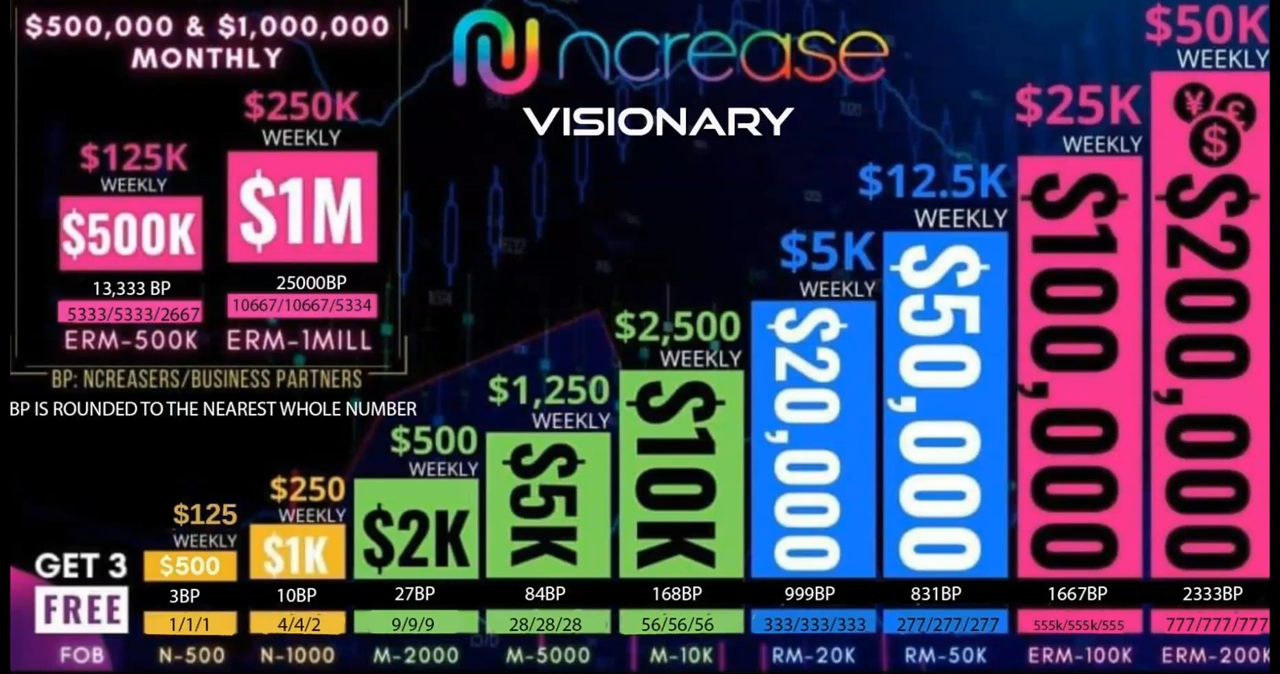 $500,000 & $1,000,000
MONTHLY
$125K
WEEKLY
$500K
13,333 BP
5333/5333/2667
ERM-500K
$250K
WEEKLY
$1M
25000BP
10667/10667/5334
ERM-1MILL
BP: NCREASERS/BUSINESS PARTNERS
BP IS ROUNDED TO THE NEAREST WHOLE NUMBER
ncrease
VISIONARY
GET 3
FREE
FOB
$125
WEEKLY
$500
3BP
1/1/1
N-500
$250
WEEKLY
$1K
10BP
4/4/2
N-1000
$500
WEEKLY
$2K
27BP
9/9/9
M-2000
$1,250
WEEKLY
$5K
84BP
28/28/28
M-5000
$2,500
WEEKLY
$10K
168BP
56/56/56
M-10K
$5K
WEEKLY
$20,000
999BP
333/333/333
RM-20K
$12.5K
WEEKLY
$50,000
831BP
277/277/277
RM-50K
$25K
WEEKLY
$100,000
1667BP
555k/555k/555
ERM-100K
$50K
WEEKLY
¥ £
$
$200,000
2333BP
777/777/777
ERM-200K